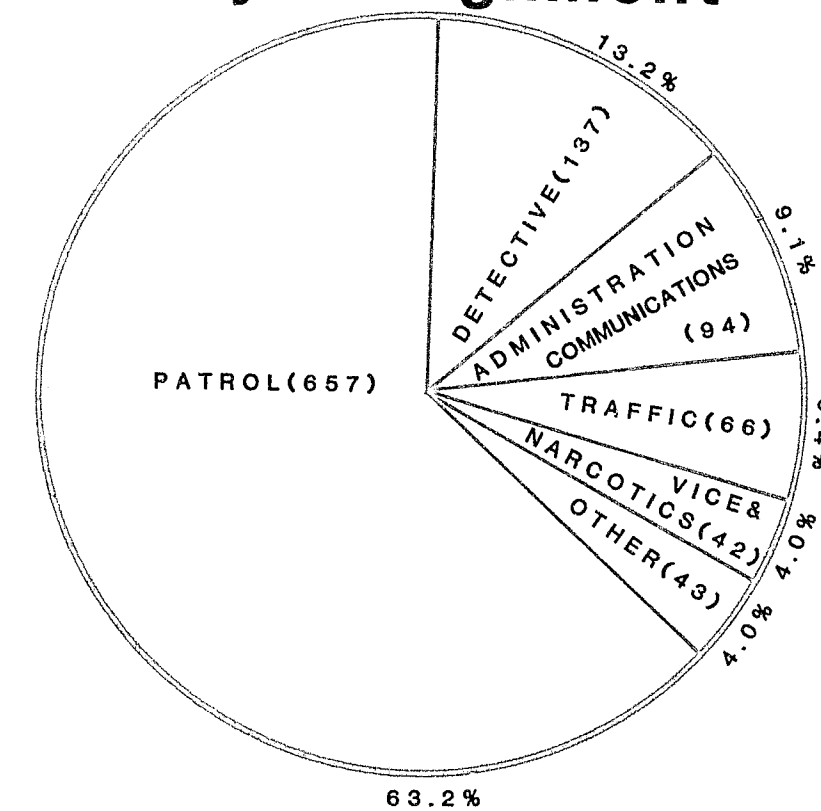 13.2%
DETECTIVE(137)
9.1%
ADMINISTRATION
COMMUNICATIONS
(94)
PATROL(657)
TRAFFIC(66)
VICE&
NARCOTICS(42)
4.0%
OTHER(43)
4.0%
63.2%